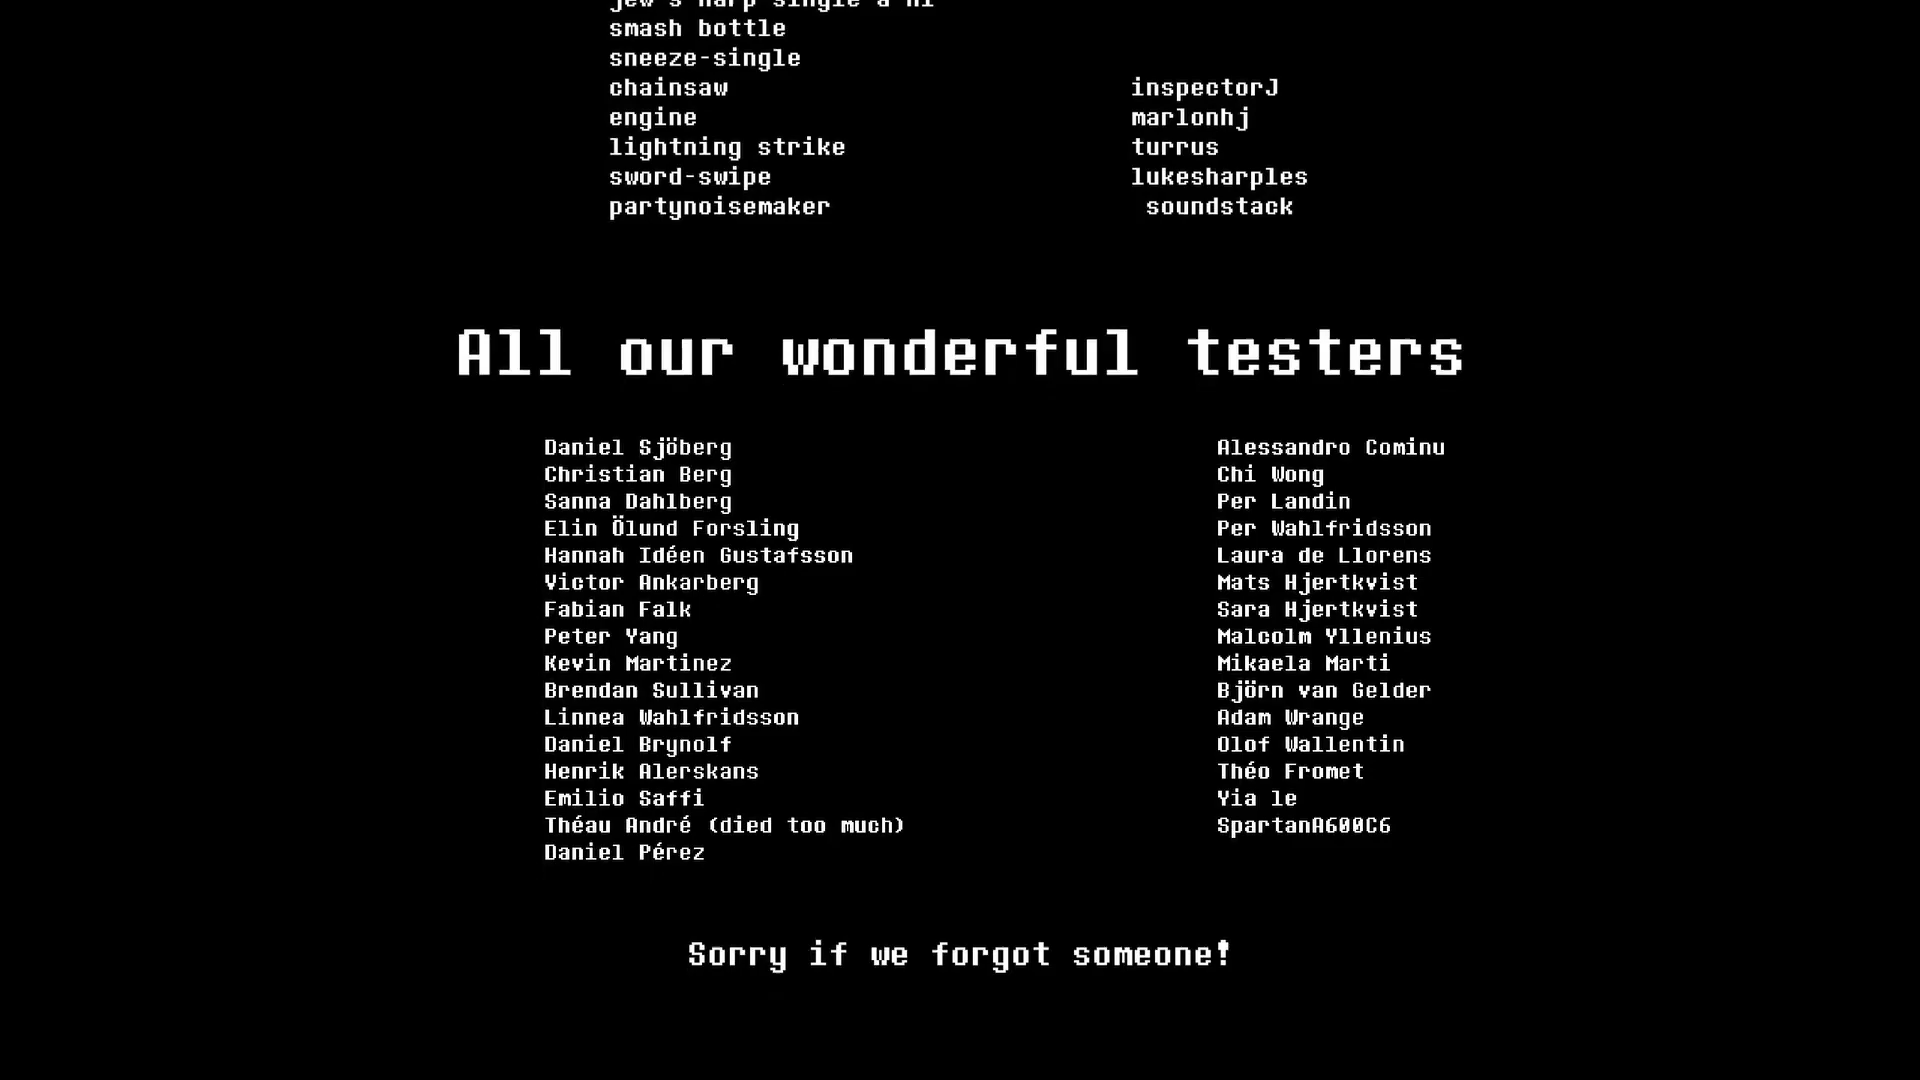 jew's harp single a hi
smash bottle
sneeze-single
chainsaw inspectorJ
engine marlonhj
lightning strike turrus
sword-swipe lukesharples
partynoisemaker soundstack
All our wonderful testers
Daniel Sjöberg Alessandro Cominu
Christian Berg Chi Wong
Sanna Dahlberg Per Landin
Elin Ölund Forsling Per Wahlfridsson
Hannah Idéen Gustafsson Laura de Llorens
Victor Ankarberg Mats Hjertkvist
Fabian Falk Sara Hjertkvist
Peter Yang Malcolm Yllenius
Kevin Martinez Mikaela Marti
Brendan Sullivan Björn van Gelder
Linnea Wahlfridsson Adam Wrange
Daniel Brynolf Olof Wallentin
Henrik Alerskans Théo Fromet
Emilio Saffi Yia le
Théau André (died too much) SpartanA600C6
Daniel Pérez
Sorry if we forgot someone!